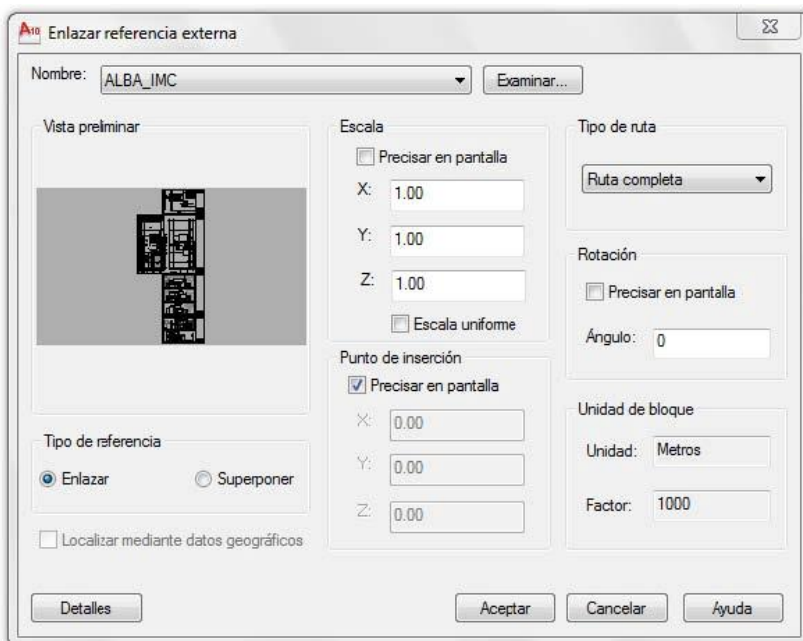 A10 Enlazar referencia externa
Nombre: ALBA_IMC Examinar...
Vista preliminar
Tipo de referencia
Enlazar Superponer
Localizar mediante datos geográficos
Escala
Precisar en pantalla
X: 1.00
Y: 1.00
Z: 1.00
Escala uniforme
Punto de inserción
Precisar en pantalla
X: 0.00
Y: 0.00
Z: 0.00
Tipo de ruta
Ruta completa
Rotación
Precisar en pantalla
Ángulo: 0
Unidad de bloque
Unidad: Metros
Factor: 1000
Detalles Aceptar Cancelar Ayuda